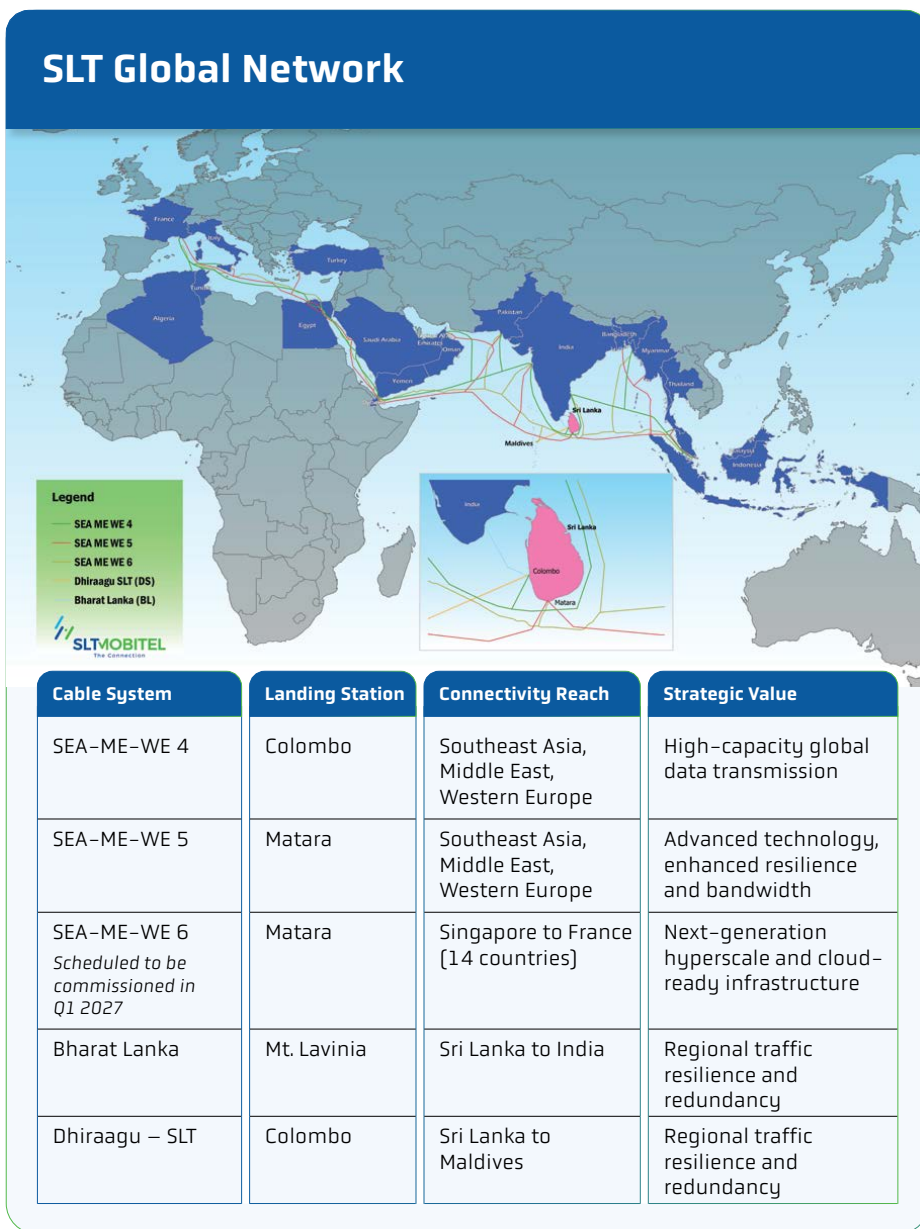 SLT Global Network
France
Italy
Turkey
Tunisia
Algeria
Egypt
Saudi Arabia
Oman
Yemen
Pakistan
India
Bangladesh
Myanmar
Thailand
Sri Lanka
Maldives
Indonesia
Legend
SEA ME WE 4
SEA ME WE 5
SEA ME WE 6
Dhiraagu SLT (DS)
Bharat Lanka (BL)
SLTMOBITEL
The Connection
India
Sri Lanka
Colombo
Matara
Cable System Landing Station Connectivity Reach Strategic Value
SEA-ME-WE 4 Colombo Southeast Asia, High-capacity global
Middle East, data transmission
Western Europe
SEA-ME-WE 5 Matara Southeast Asia, Advanced technology,
Middle East, enhanced resilience
Western Europe and bandwidth
SEA-ME-WE 6 Matara Singapore to France Next-generation
Scheduled to be (14 countries) hyperscale and cloud-
commissioned in ready infrastructure
Q1 2027
Bharat Lanka Mt. Lavinia Sri Lanka to India Regional traffic
resilience and
redundancy
Dhiraagu – SLT Colombo Sri Lanka to Regional traffic
Maldives resilience and
redundancy